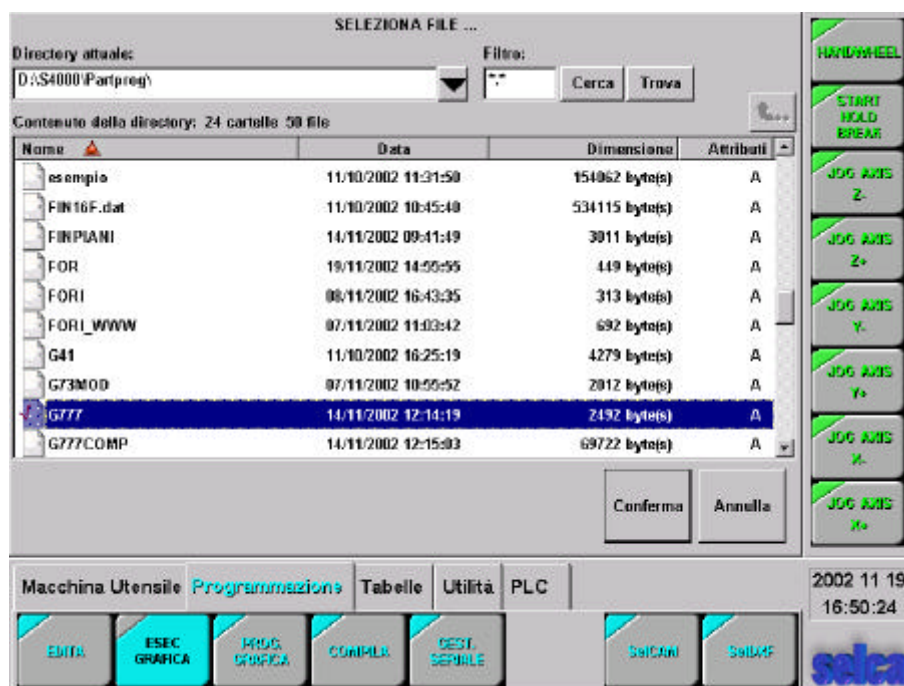 SELEZIONA FILE ...
Directory attuale:
Filtro:
D:\S4000\Partprog\
*.*
Cerca
Trova
Contenuto della directory: 24 cartelle 50 file
Nome Data Dimensione Attributi
esempio 11/10/2002 11:31:50 154062 byte(s) A
FIN16F.dat 11/10/2002 10:45:40 534115 byte(s) A
FINPIANI 14/11/2002 09:41:49 3011 byte(s) A
FOR 19/11/2002 14:55:55 449 byte(s) A
FORI 08/11/2002 16:43:35 313 byte(s) A
FORI_WWW 07/11/2002 11:03:42 692 byte(s) A
G41 11/10/2002 16:25:19 4279 byte(s) A
G73MOD 07/11/2002 10:55:52 2012 byte(s) A
G777 14/11/2002 12:14:19 2492 byte(s) A
G777COMP 14/11/2002 12:15:03 69722 byte(s) A
Conferma
Annulla
HANDWHEEL
START
HOLD
BREAK
JOG AXIS
Z-
JOG AXIS
Z+
JOG AXIS
Y-
JOG AXIS
Y+
JOG AXIS
X-
JOG AXIS
X+
Macchina Utensile
Programmazione
Tabelle
Utilità
PLC
2002 11 19
16:50:24
EDITA
ESEC
GRAFICA
PROG.
GRAFICA
COMPILA
GEST.
SERIALE
SelCAM
SelDXF
selca